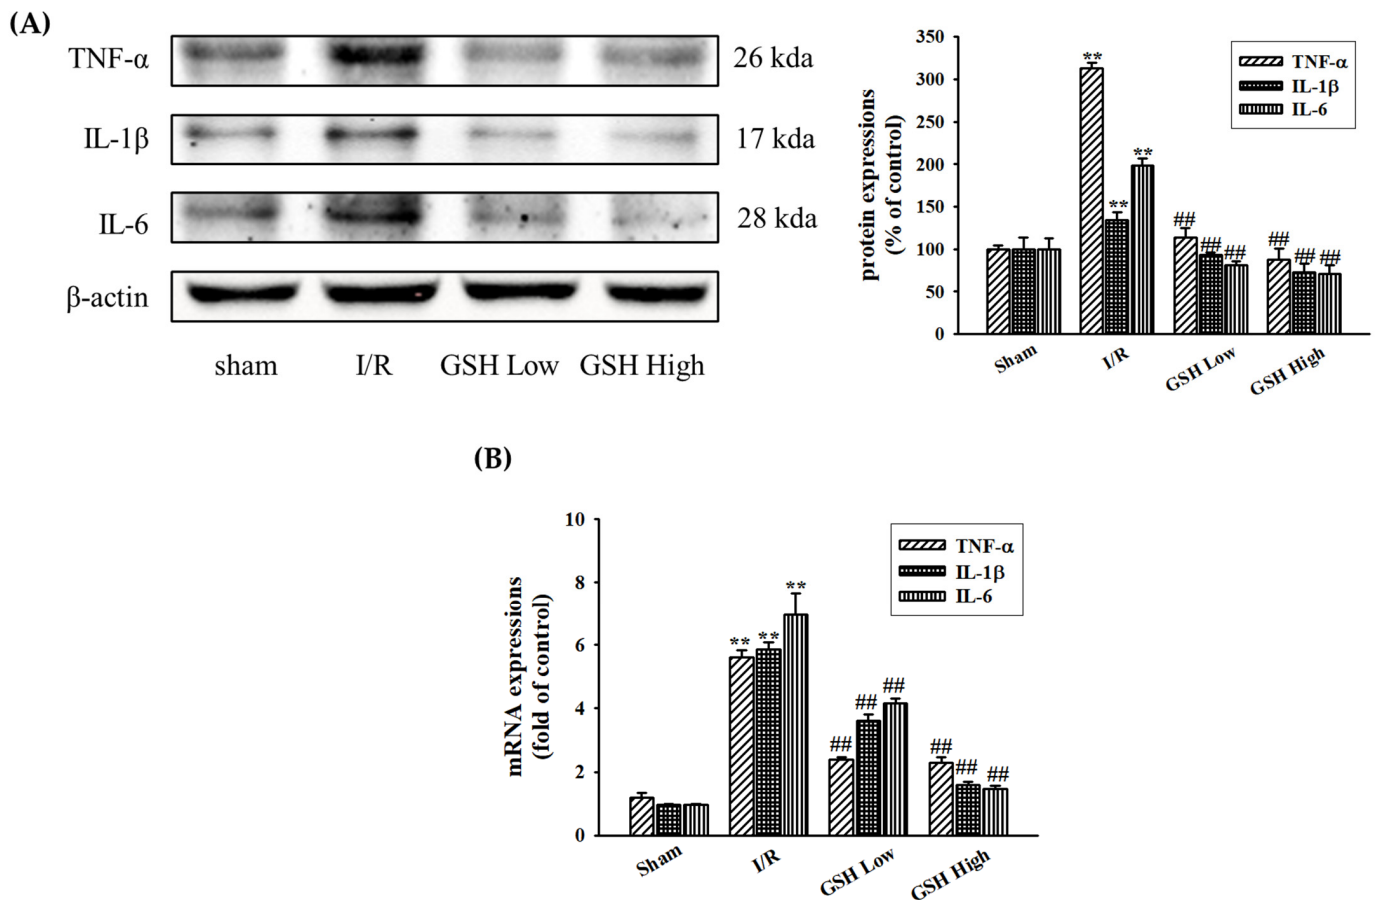 (A)
TNF-α
26 kda
IL-1β
17 kda
IL-6
28 kda
β-actin
sham I/R GSH Low GSH High
protein expressions
(% of control)
350
300
250
200
150
100
50
0
TNF-α
IL-1β
IL-6
**
**
**
##
##
##
##
##
##
Sham
I/R
GSH Low
GSH High
(B)
mRNA expressions
(fold of control)
10
8
6
4
2
0
TNF-α
IL-1β
IL-6
**
**
**
##
##
##
##
##
##
Sham
I/R
GSH Low
GSH High